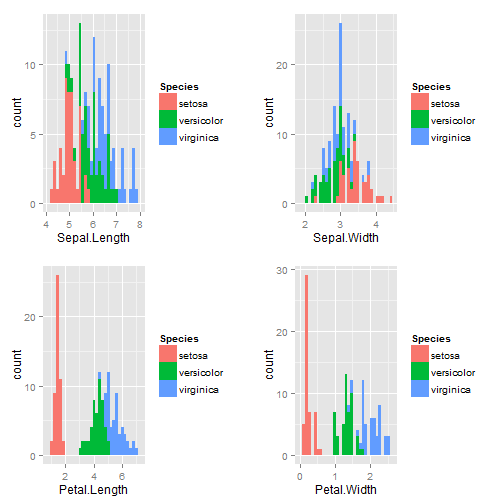 count
10
5
0
4 5 6 7 8
Sepal.Length
Species
setosa
versicolor
virginica
count
20
10
0
2 3 4
Sepal.Width
Species
setosa
versicolor
virginica
count
20
10
0
2 4 6
Petal.Length
Species
setosa
versicolor
virginica
count
30
20
10
0
0 1 2
Petal.Width
Species
setosa
versicolor
virginica